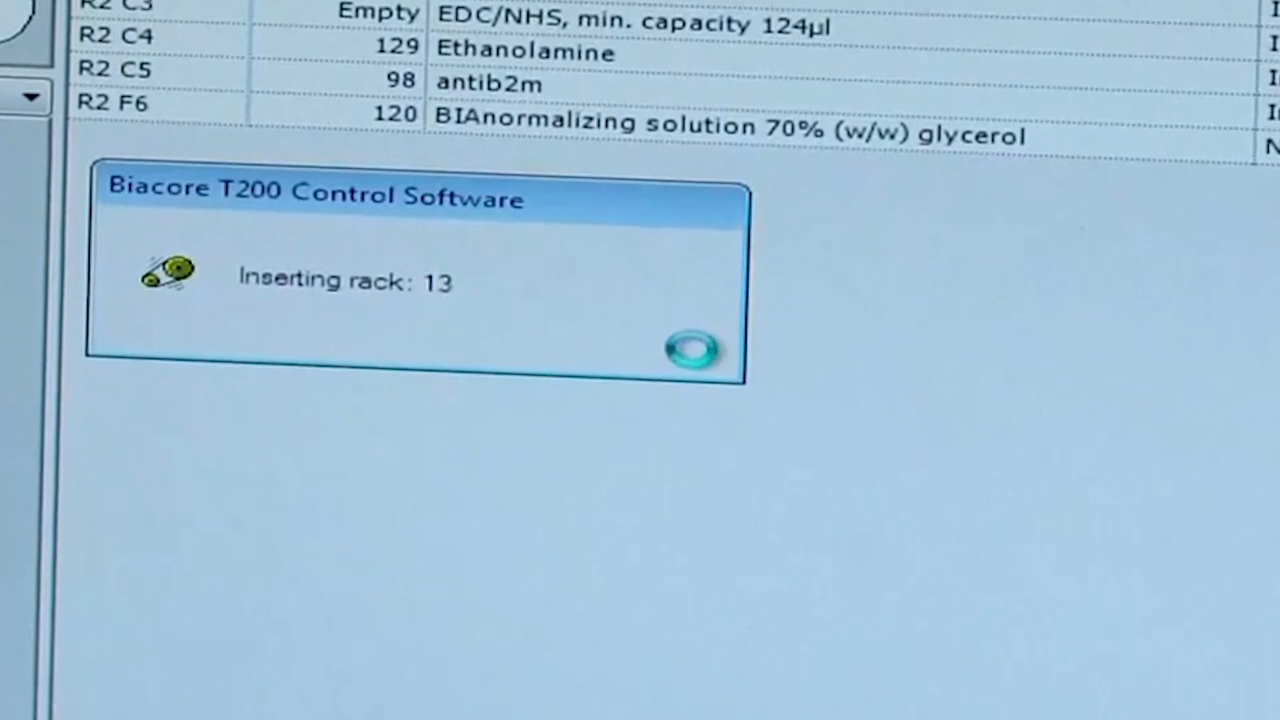 R2 C3 Empty EDC/NHS, min. capacity 124µl
R2 C4 129 Ethanolamine
R2 C5 98 antib2m
R2 F6 120 BIAnormalizing solution 70% (w/w) glycerol
Biacore T200 Control Software
Inserting rack: 13